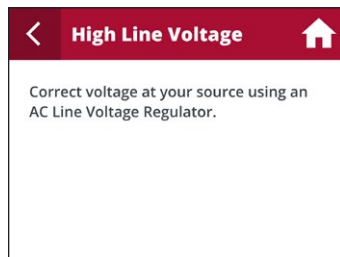 High Line Voltage
Correct voltage at your source using an
AC Line Voltage Regulator.